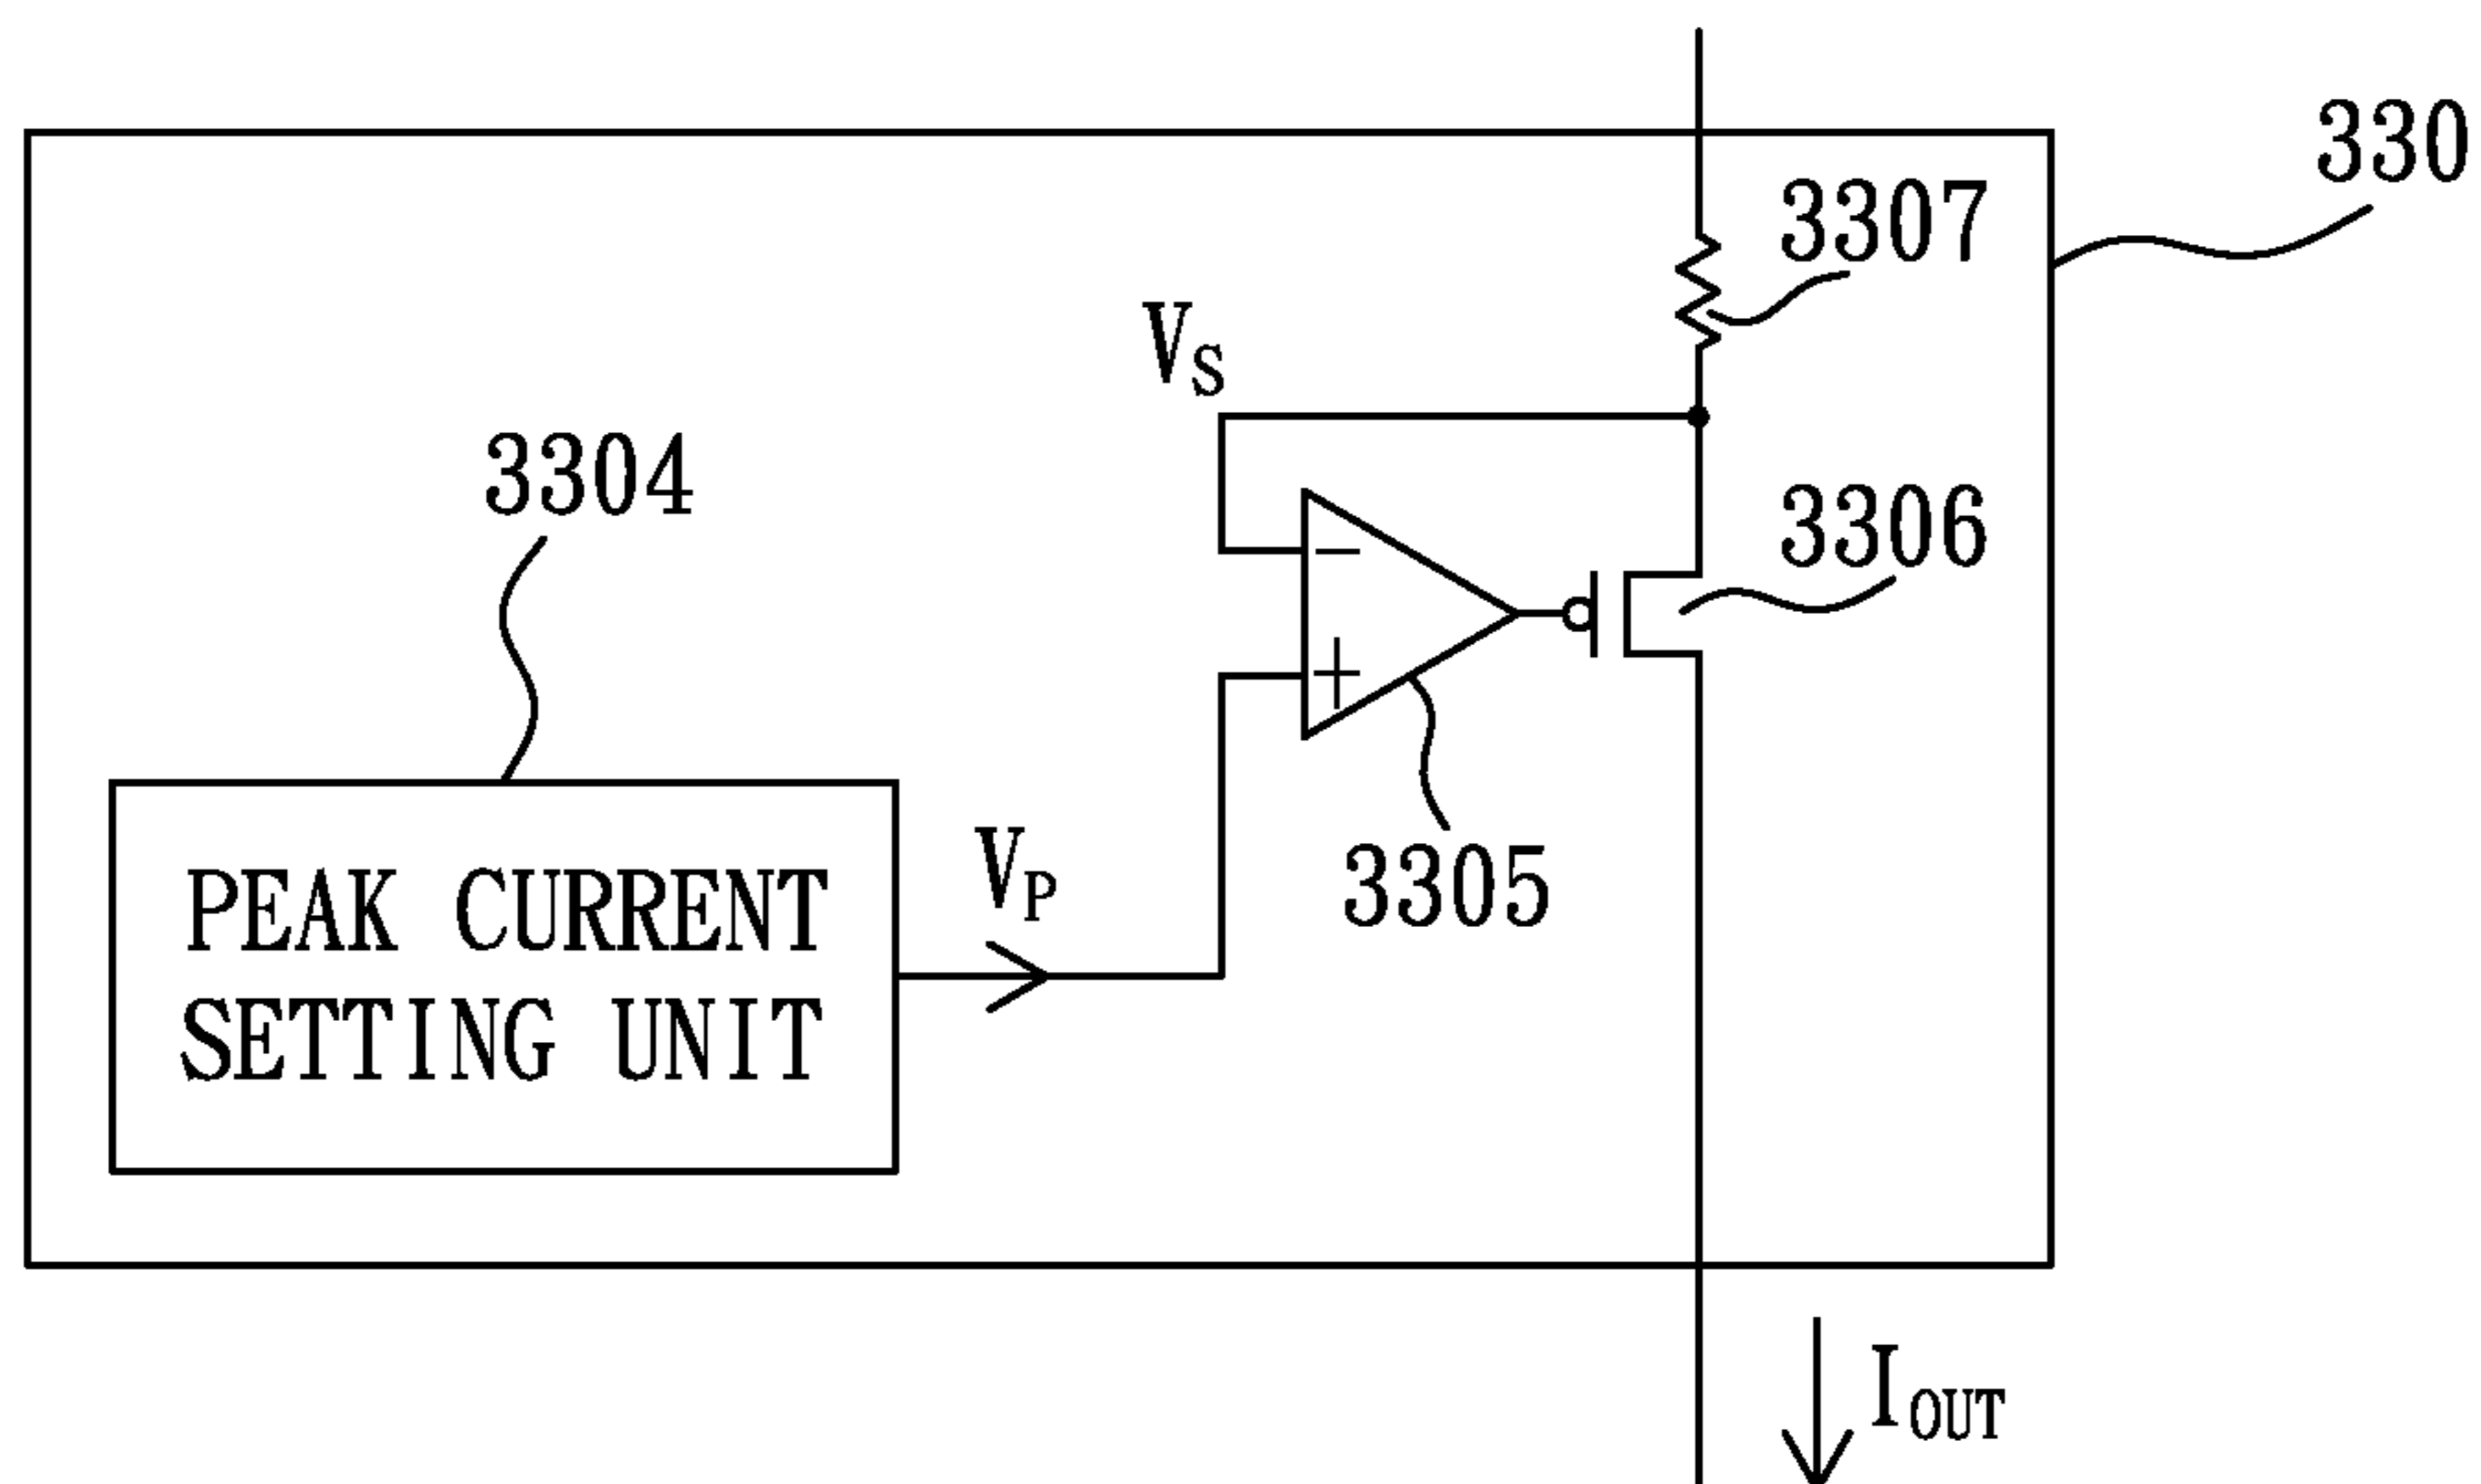 330
3307
VS
3304
3306
VP
3305
PEAK CURRENT
SETTING UNIT
IOUT